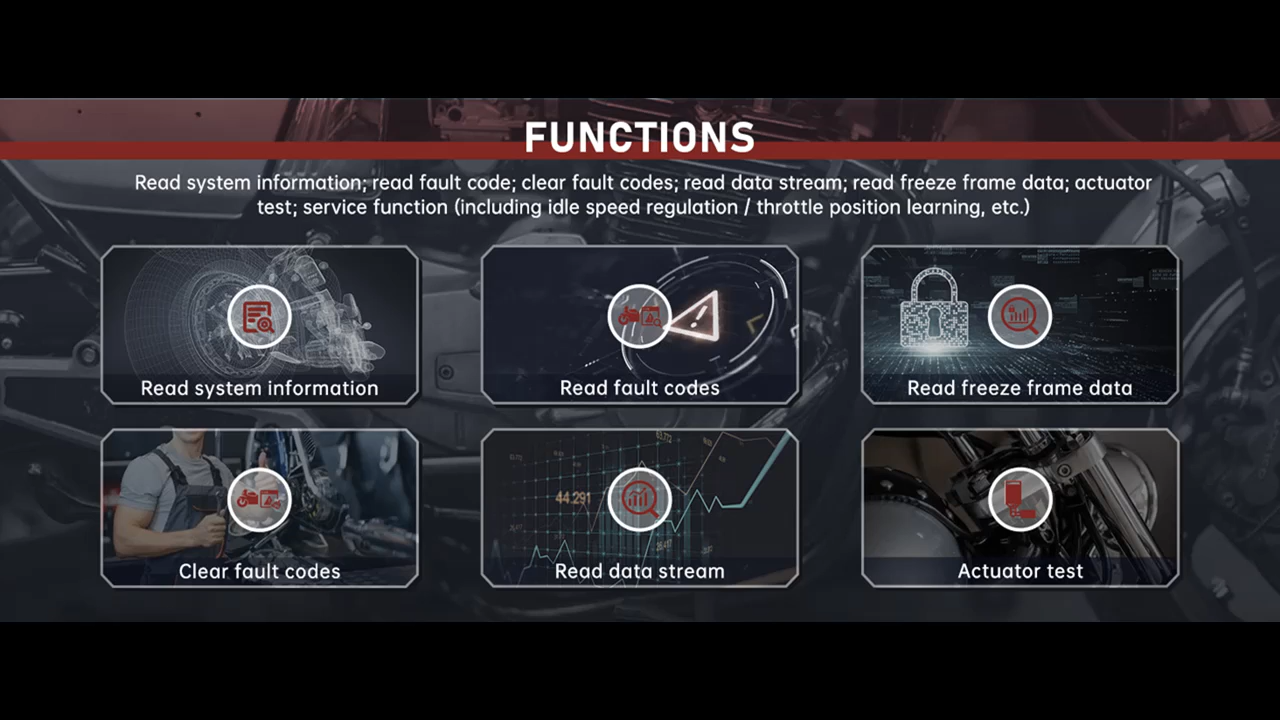 FUNCTIONS
Read system information; read fault code; clear fault codes; read data stream; read freeze frame data; actuator
test; service function (including idle speed regulation / throttle position learning, etc.)
Read system information
Read fault codes
Read freeze frame data
44.291
Clear fault codes
Read data stream
Actuator test